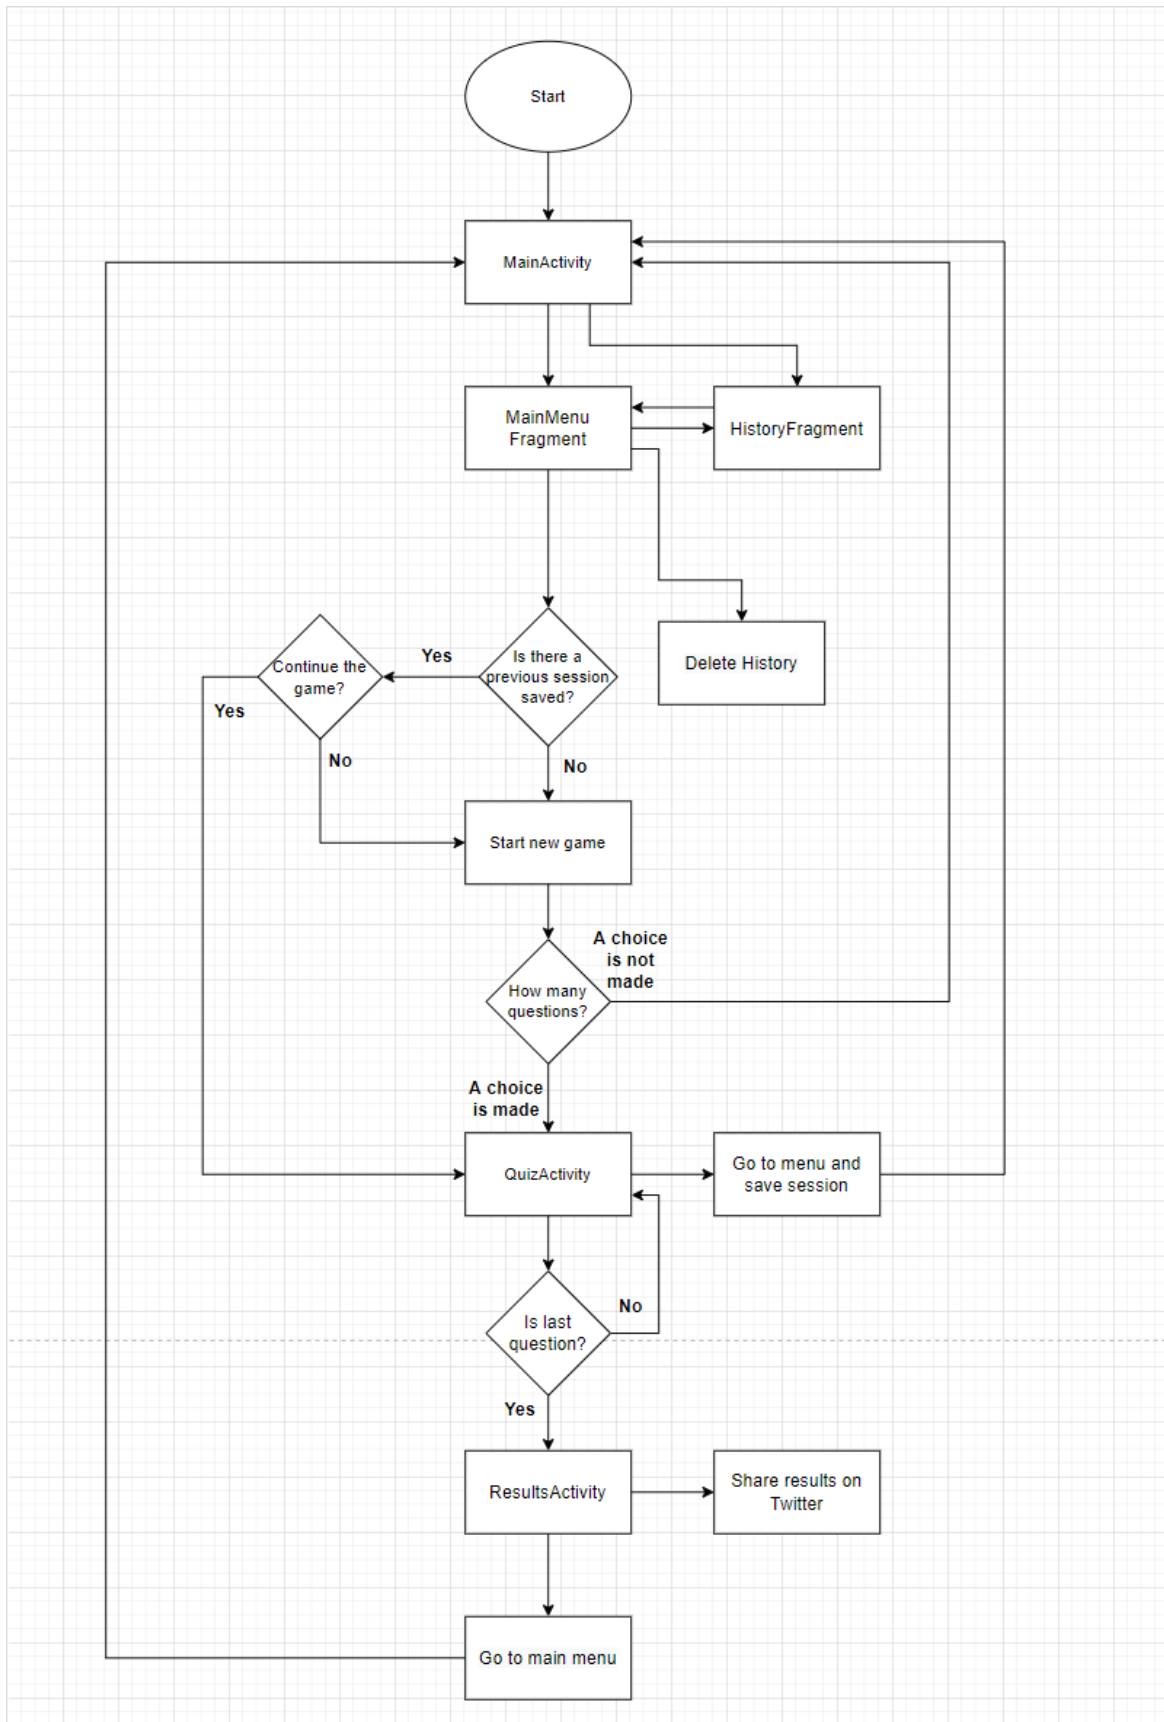 Start
MainActivity
MainMenu
Fragment
HistoryFragment
Continue the
game?
Yes
Is there a
previous session
saved?
Delete History
Yes
No
No
Start new game
A choice
is not
made
How many
questions?
A choice
is made
QuizActivity
Go to menu and
save session
Is last
question?
No
Yes
ResultsActivity
Share results on
Twitter
Go to main menu